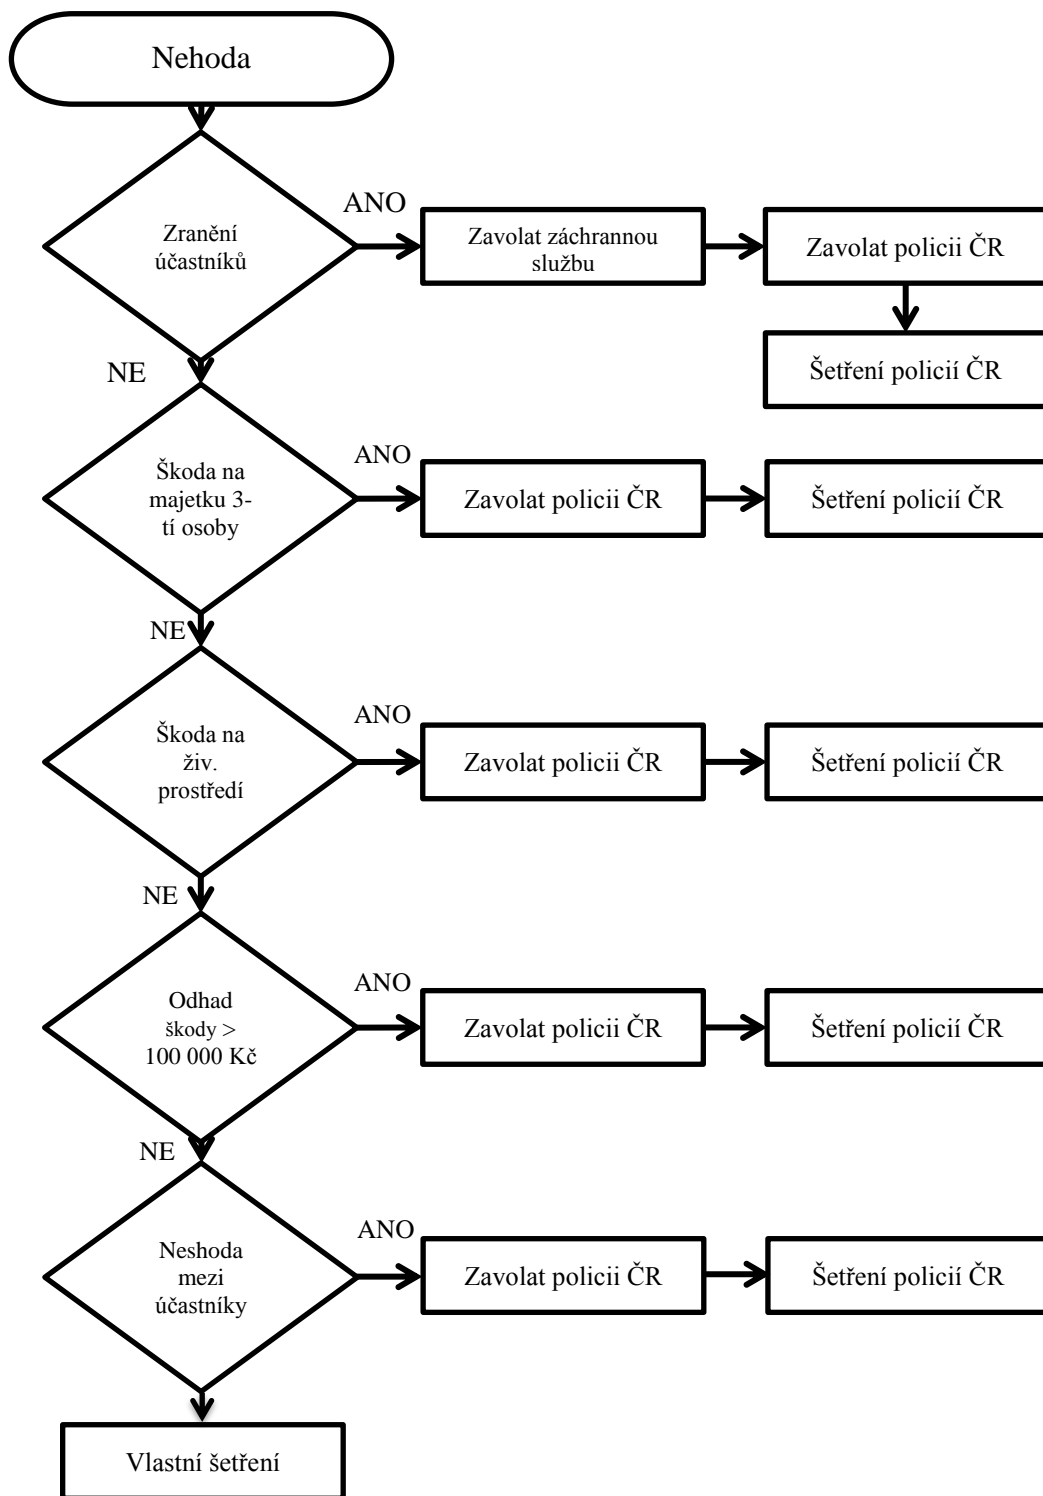 Nehoda
ANO
Zranění
účastníků
Zavolat záchrannou
službu
Zavolat policii ČR
NE
Šetření policií ČR
ANO
Škoda na
majetku 3-
tí osoby
Zavolat policii ČR
Šetření policií ČR
NE
ANO
Škoda na
živ.
prostředí
Zavolat policii ČR
Šetření policií ČR
NE
ANO
Odhad
škody >
100 000 Kč
Zavolat policii ČR
Šetření policií ČR
NE
ANO
Neshoda
mezi
účastníky
Zavolat policii ČR
Šetření policií ČR
Vlastní šetření